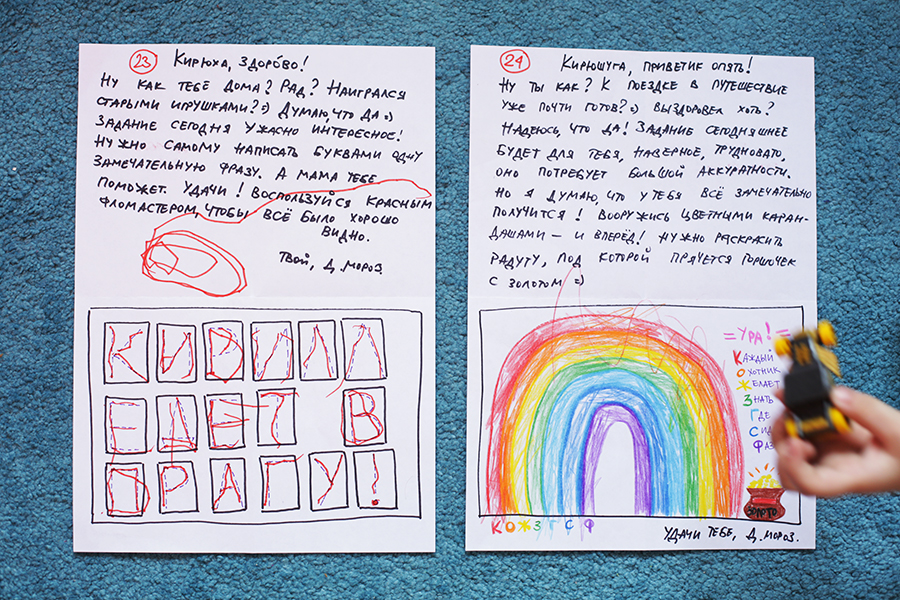 23 Кирюха, здорово!
Ну как тебе дома? Рад? Наигрался
старыми игрушками? =) Думаю, что да =)
Задание сегодня ужасно интересное!
Нужно самому написать буквами одну
замечательную фразу. А мама тебе
поможет. Удачи! Воспользуйся красным
фломастером, чтобы всё было хорошо
видно.
Твой, Д. Мороз
КИРИЛЛ
ЕДЕТ В
ПРАГУ!
24 Кирюшуга, приветик опять!
Ну ты как? К поездке в путешествие
уже почти готов? =) Выздоровел хоть?
Надеюсь, что да! Задание сегодняшнее
будет для тебя, наверное, трудновато,
оно потребует большой аккуратности.
Но я думаю, что у тебя всё замечательно
получится! Вооружись цветными каран-
дашами – и вперёд! Нужно раскрасить
радугу, под которой прячется горшочек
с золотом =)
=УРА!=
Каждый
Охотник
Желает
Знать
Где
Сид
Фаз
ЗОЛОТО
К О Ж З Г С Ф
Удачи тебе, Д. Мороз.